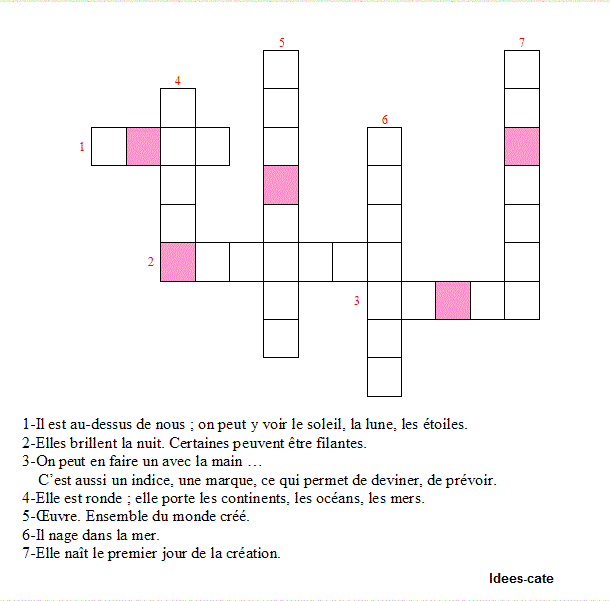 5
7
4
6
1
2
3
1-Il est au-dessus de nous ; on peut y voir le soleil, la lune, les étoiles.
2-Elles brillent la nuit. Certaines peuvent être filantes.
3-On peut en faire un avec la main …
C’est aussi un indice, une marque, ce qui permet de deviner, de prévoir.
4-Elle est ronde ; elle porte les continents, les océans, les mers.
5-Œuvre. Ensemble du monde créé.
6-Il nage dans la mer.
7-Elle naît le premier jour de la création.
Idees-cate